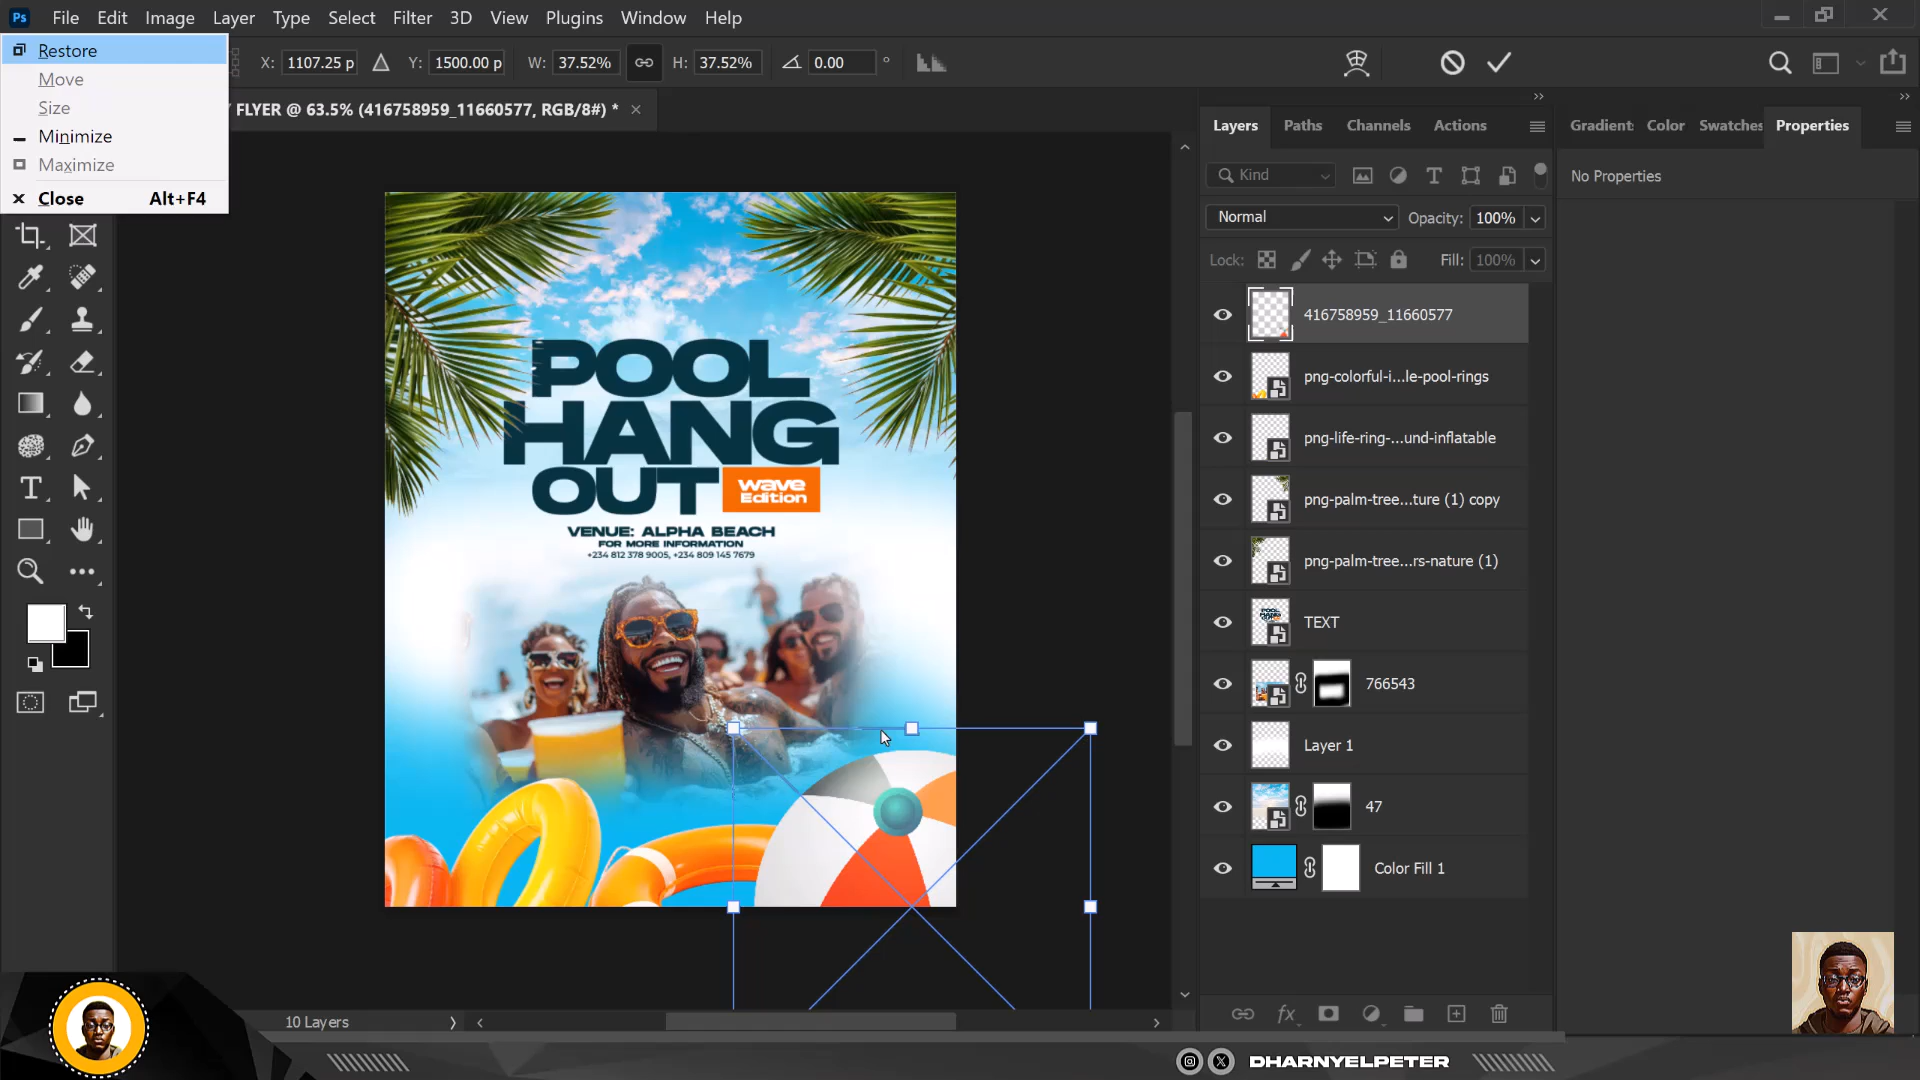 Ps File Edit Image Layer Type Select Filter 3D View Plugins Window Help
Restore
Move
Size
Minimize
Maximize
Close Alt+F4
X: 1107.25 p Y: 1500.00 p W: 37.52% H: 37.52% 0.00 °
FLYER @ 63.5% (416758959_11660577, RGB/8#) *
POOL
HANG
OUT
wave
Edition
VENUE: ALPHA BEACH
FOR MORE INFORMATION
+234 812 378 9005, +234 809 145 7679
10 Layers
Layers Paths Channels Actions
Kind
Normal Opacity: 100%
Lock: Fill: 100%
416758959_11660577
png-colorful-i...le-pool-rings
png-life-ring-...und-inflatable
png-palm-tree...ture (1) copy
png-palm-tree...rs-nature (1)
TEXT
766543
Layer 1
47
Color Fill 1
fx
Gradient Color Swatches Properties
No Properties
DHARNYELPETER